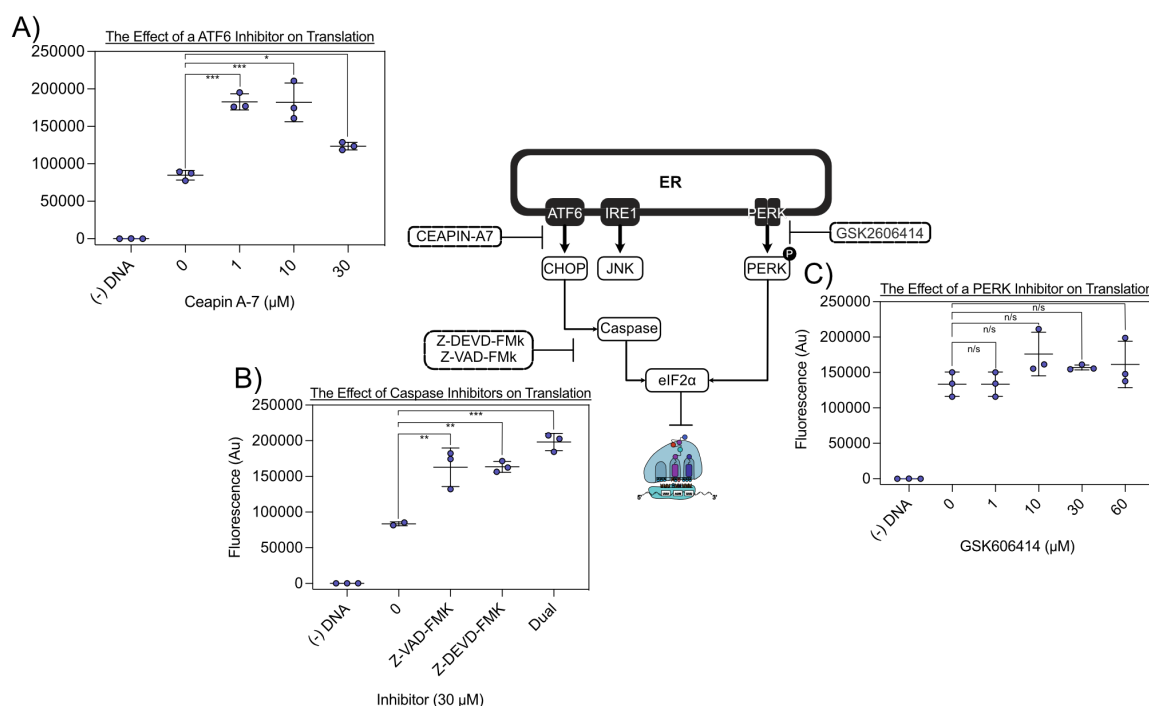 A)
The Effect of a ATF6 Inhibitor on Translation
250000
200000
150000
100000
50000
0
***
***
*
(-) DNA
0
1
10
30
Ceapin A-7 (µM)
ER
ATF6
IRE1
PERK
CEAPIN-A7
GSK2606414
CHOP
JNK
PERK
P
Caspase
Z-DEVD-FMk
Z-VAD-FMk
eIF2α
5'
3'
B)
The Effect of Caspase Inhibitors on Translation
Fluorescence (Au)
250000
200000
150000
100000
50000
0
**
**
***
(-) DNA
0
Z-VAD-FMK
Z-DEVD-FMK
Dual
Inhibitor (30 µM)
C)
The Effect of a PERK Inhibitor on Translation
Fluorescence (Au)
250000
200000
150000
100000
50000
0
n/s
n/s
n/s
n/s
(-) DNA
0
1
10
30
60
GSK606414 (µM)